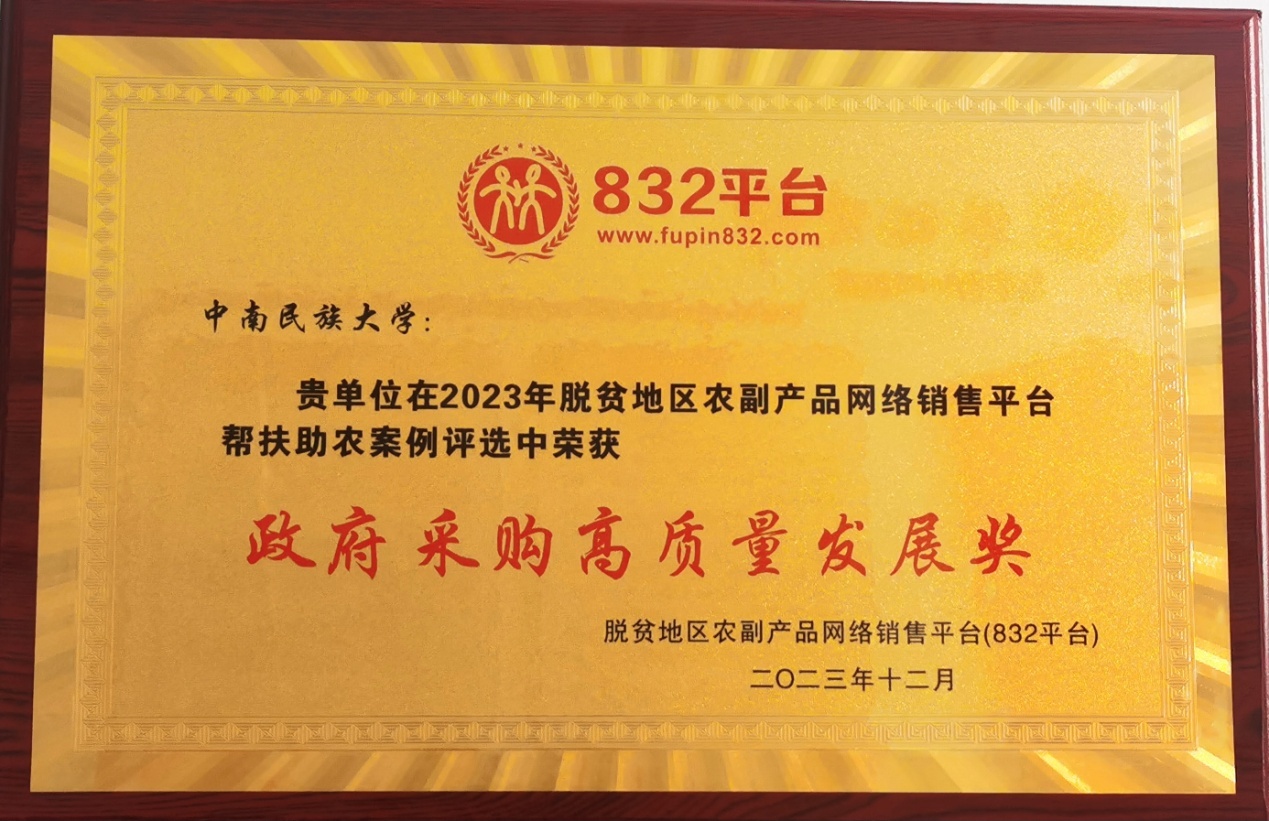 832平台
www.fupin832.com
中南民族大学:
贵单位在2023年脱贫地区农副产品网络销售平台
帮扶助农案例评选中荣获
政府采购高质量发展奖
脱贫地区农副产品网络销售平台(832平台)
二〇二三年十二月